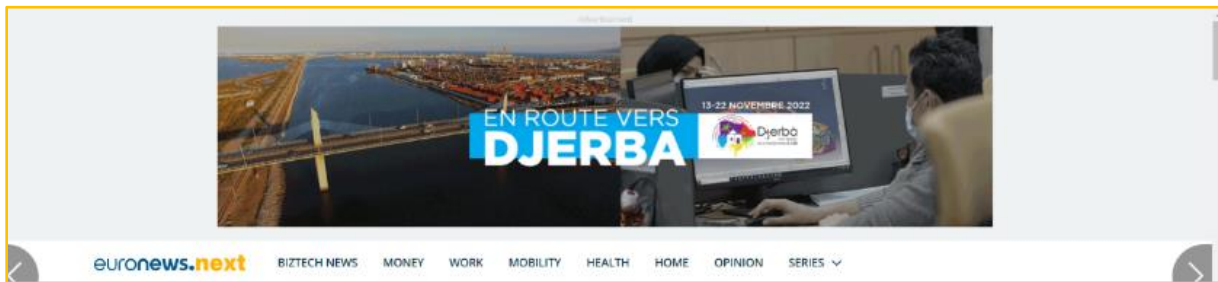 Advertisement
EN ROUTE VERS
DJERBA
13-22 NOVEMBRE 2022
Djerba
euronews.next
BIZTECH NEWS MONEY WORK MOBILITY HEALTH HOME OPINION SERIES